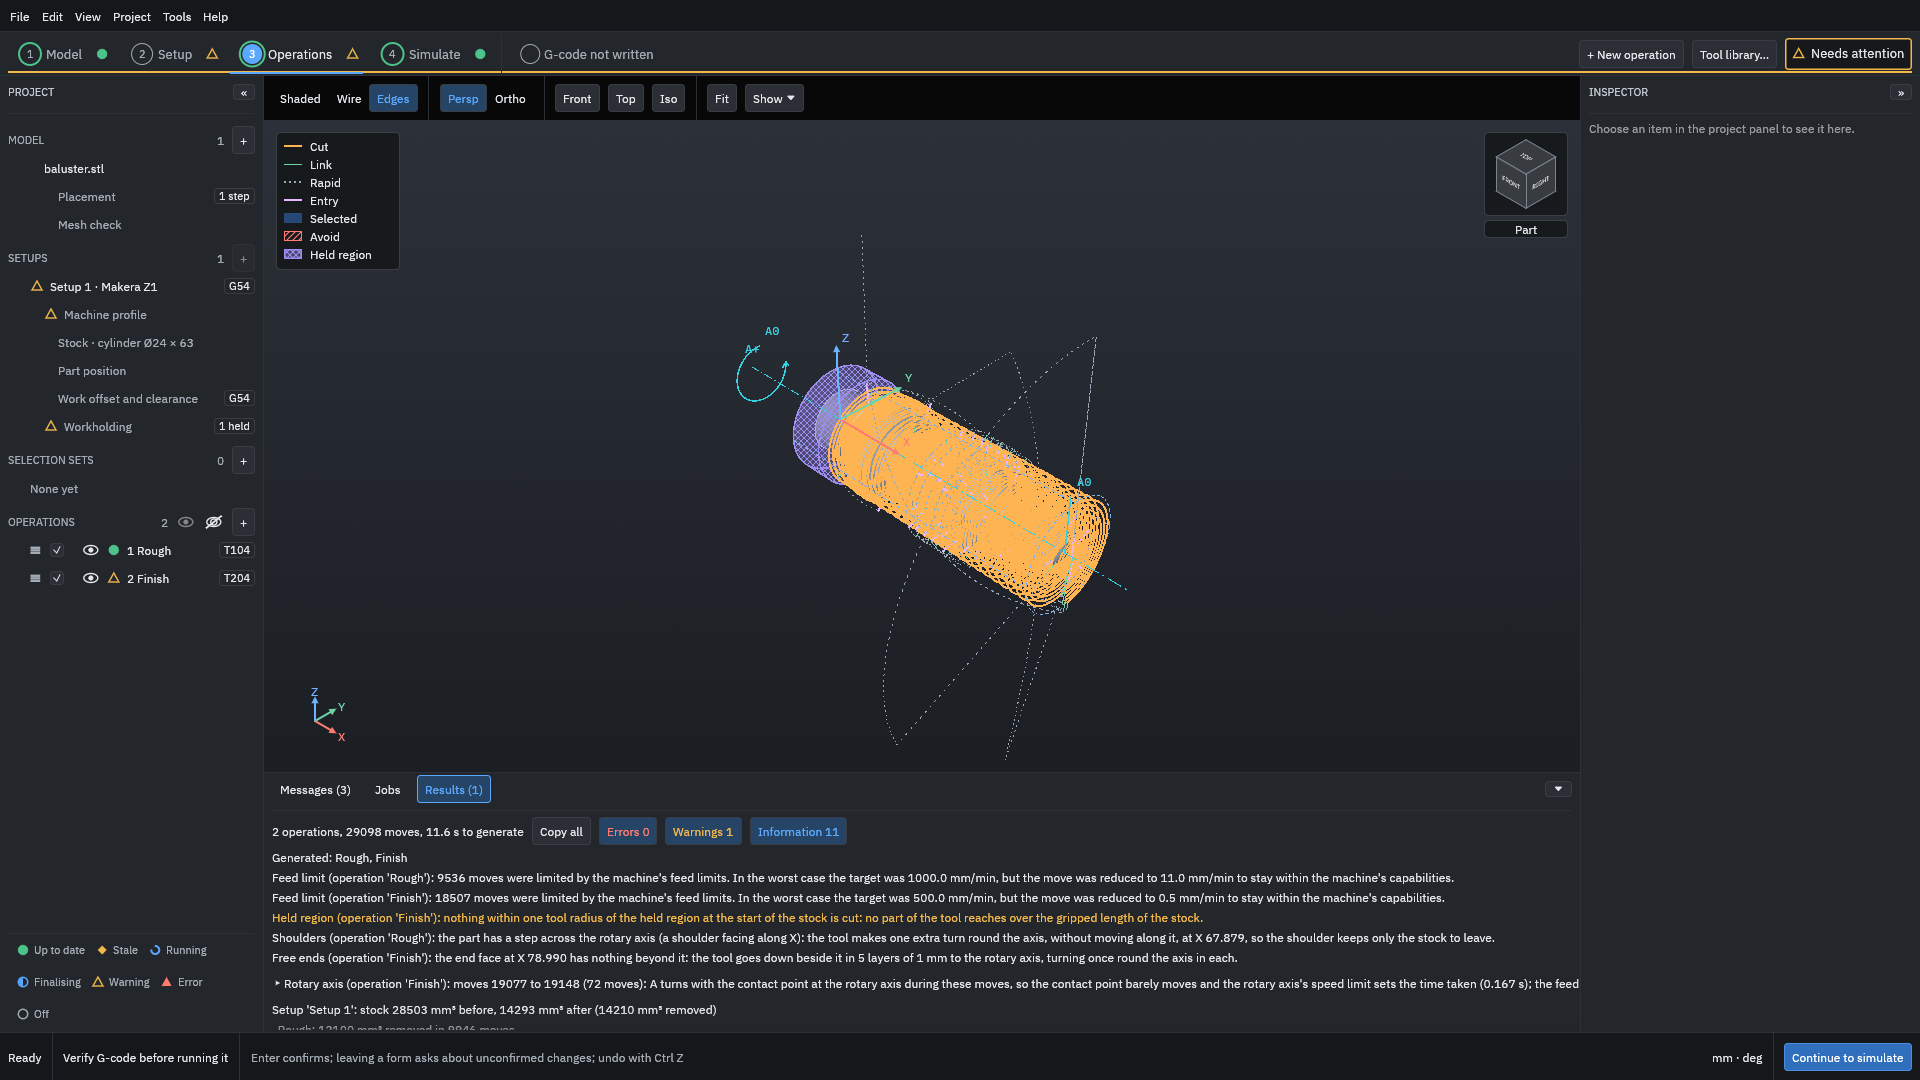 File Edit View Project Tools Help
1 Model 2 Setup 3 Operations 4 Simulate G-code not written + New operation Tool library... Needs attention
PROJECT «
Shaded Wire Edges Persp Ortho Front Top Iso Fit Show
INSPECTOR »
Choose an item in the project panel to see it here.
MODEL 1 +
baluster.stl
Placement 1 step
Mesh check
SETUPS 1 +
Setup 1 · Makera Z1 G54
Machine profile
Stock · cylinder Ø24 × 63
Part position
Work offset and clearance G54
Workholding 1 held
SELECTION SETS 0 +
None yet
OPERATIONS 2 +
1 Rough T104
2 Finish T204
Up to date Stale Running
Finalising Warning Error
Off
Cut
Link
Rapid
Entry
Selected
Avoid
Held region
TOP
FRONT RIGHT
Part
A0
A+
Z
Y
X
A0
Z
Y
X
Messages (3) Jobs Results (1)
2 operations, 29098 moves, 11.6 s to generate Copy all Errors 0 Warnings 1 Information 11
Generated: Rough, Finish
Feed limit (operation 'Rough'): 9536 moves were limited by the machine's feed limits. In the worst case the target was 1000.0 mm/min, but the move was reduced to 11.0 mm/min to stay within the machine's capabilities.
Feed limit (operation 'Finish'): 18507 moves were limited by the machine's feed limits. In the worst case the target was 500.0 mm/min, but the move was reduced to 0.5 mm/min to stay within the machine's capabilities.
Held region (operation 'Finish'): nothing within one tool radius of the held region at the start of the stock is cut: no part of the tool reaches over the gripped length of the stock.
Shoulders (operation 'Rough'): the part has a step across the rotary axis (a shoulder facing along X): the tool makes one extra turn round the axis, without moving along it, at X 67.879, so the shoulder keeps only the stock to leave.
Free ends (operation 'Finish'): the end face at X 78.990 has nothing beyond it: the tool goes down beside it in 5 layers of 1 mm to the rotary axis, turning once round the axis in each.
Rotary axis (operation 'Finish'): moves 19077 to 19148 (72 moves): A turns with the contact point at the rotary axis during these moves, so the contact point barely moves and the rotary axis's speed limit sets the time taken (0.167 s); the feed
Setup 'Setup 1': stock 28503 mm³ before, 14293 mm³ after (14210 mm³ removed)
Rough: 12100 mm³ removed in 9946 moves
Ready Verify G-code before running it Enter confirms; leaving a form asks about unconfirmed changes; undo with Ctrl Z mm · deg Continue to simulate